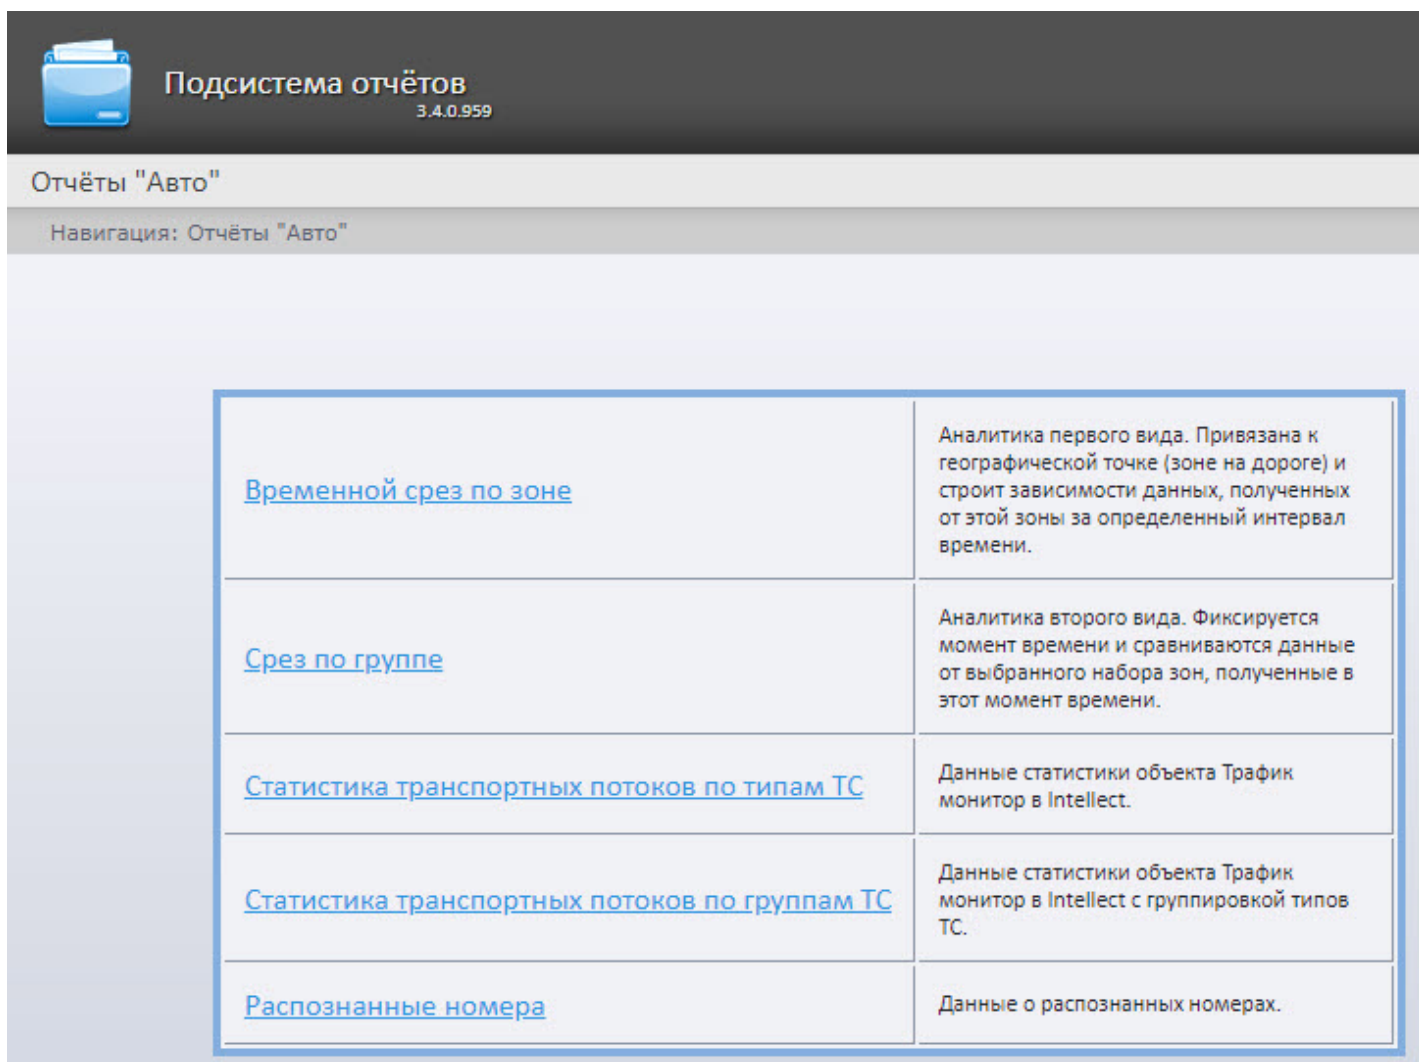 Подсистема отчётов
3.4.0.959
Отчёты "Авто"
Навигация: Отчёты "Авто"
Временной срез по зоне
Аналитика первого вида. Привязана к
географической точке (зоне на дороге) и
строит зависимости данных, полученных
от этой зоны за определенный интервал
времени.
Срез по группе
Аналитика второго вида. Фиксируется
момент времени и сравниваются данные
от выбранного набора зон, полученные в
этот момент времени.
Статистика транспортных потоков по типам ТС
Данные статистики объекта Трафик
монитор в Intellect.
Статистика транспортных потоков по группам ТС
Данные статистики объекта Трафик
монитор в Intellect с группировкой типов
ТС.
Распознанные номера
Данные о распознанных номерах.